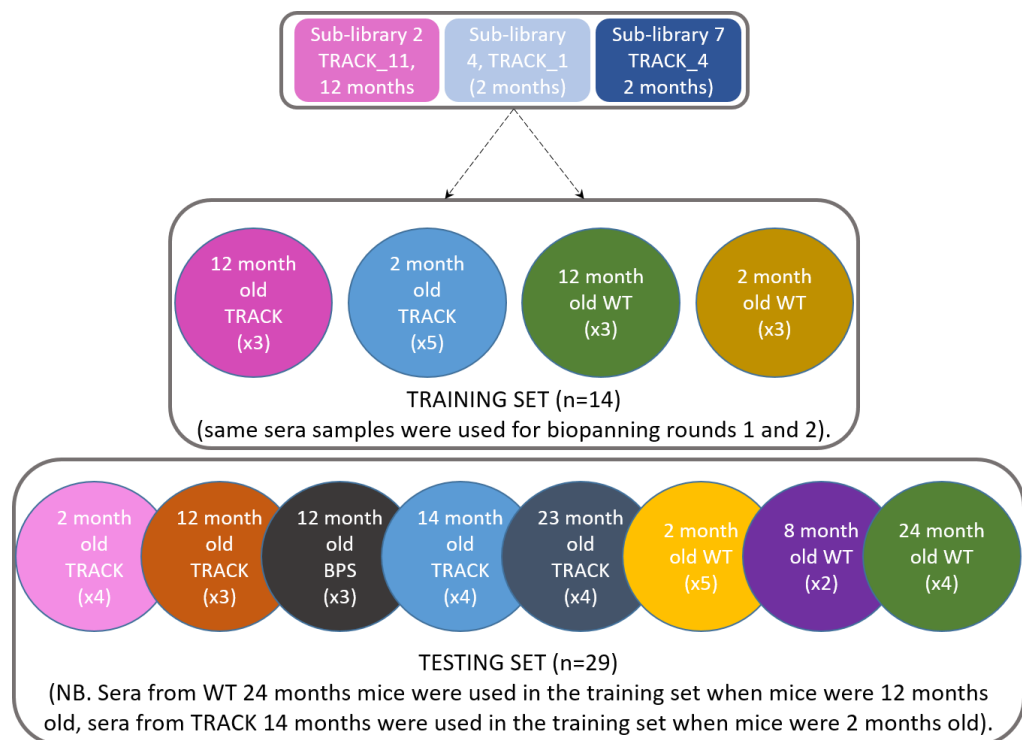 Sub-library 2
TRACK_11,
12 months
Sub-library
4, TRACK_1
(2 months)
Sub-library 7
TRACK_4
2 months)
12 month
old
TRACK
(x3)
2 month
old
TRACK
(x5)
12 month
old WT
(x3)
2 month
old WT
(x3)
TRAINING SET (n=14)
(same sera samples were used for biopanning rounds 1 and 2).
2 month
old
TRACK
(x4)
12 month
old
TRACK
(x3)
12 month
old
BPS
(x3)
14 month
old
TRACK
(x4)
23 month
old
TRACK
(x4)
2 month
old WT
(x5)
8 month
old WT
(x2)
24 month
old WT
(x4)
TESTING SET (n=29)
(NB. Sera from WT 24 months mice were used in the training set when mice were 12 months
old, sera from TRACK 14 months were used in the training set when mice were 2 months old).